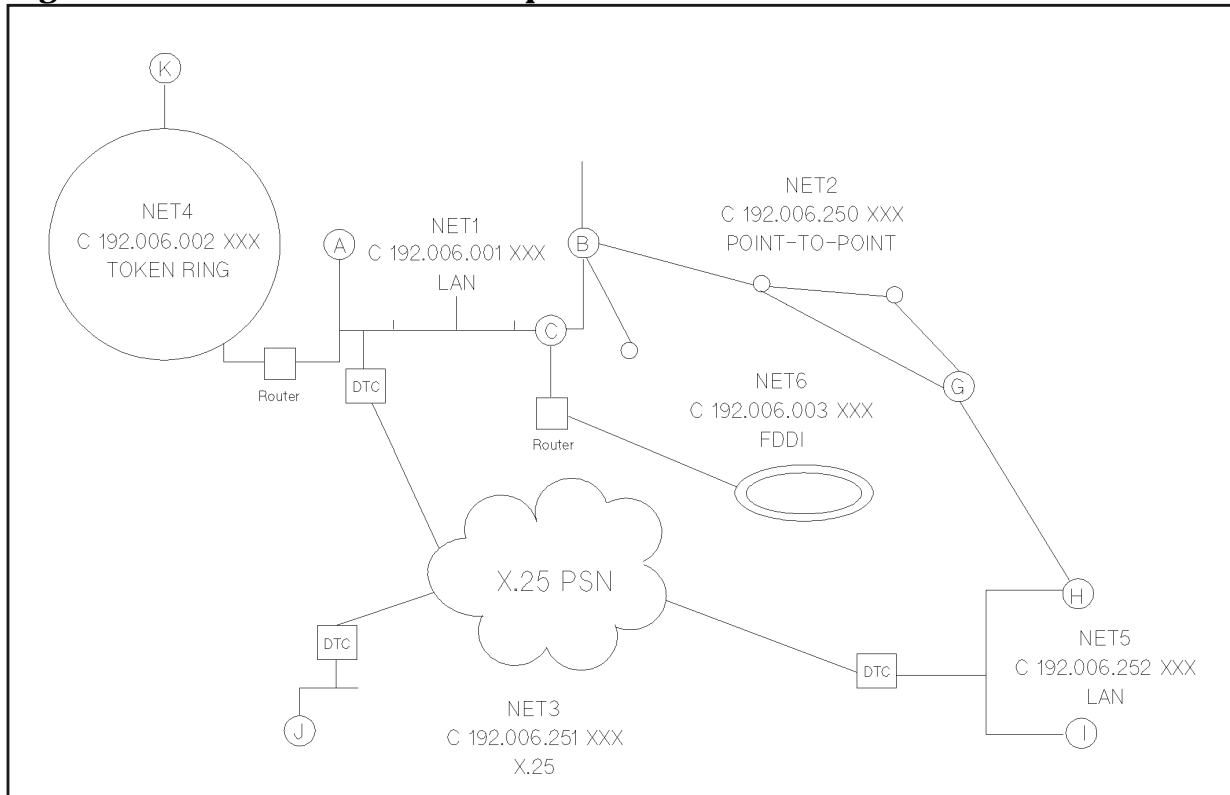 K
NET4
C 192.006.002 XXX
TOKEN RING
A
NET1
C 192.006.001 XXX
LAN
B
NET2
C 192.006.250 XXX
POINT-TO-POINT
C
Router
DTC
Router
NET6
C 192.006.003 XXX
FDDI
G
X.25 PSN
H
DTC
DTC
NET5
C 192.006.252 XXX
LAN
J
NET3
C 192.006.251 XXX
X.25
I